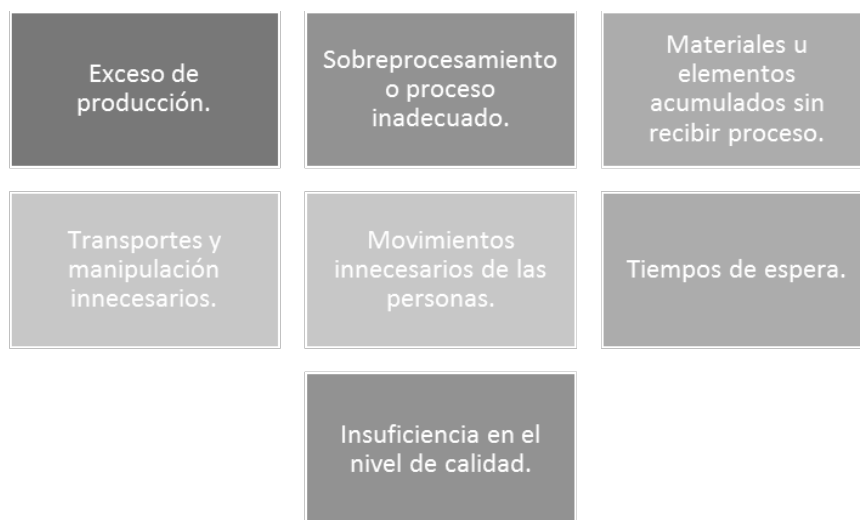 Exceso de
producción.
Sobreprocesamiento
o proceso
inadecuado.
Materiales u
elementos
acumulados sin
recibir proceso.
Transportes y
manipulación
innecesarios.
Movimientos
innecesarios de las
personas.
Tiempos de espera.
Insuficiencia en el
nivel de calidad.